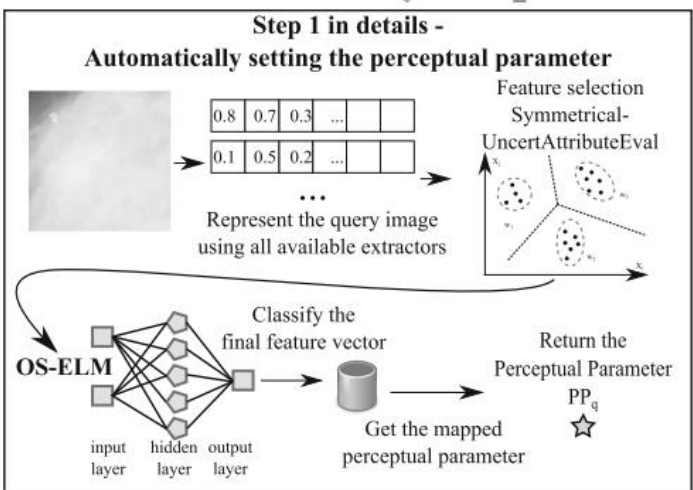 Step 1 in details -
Automatically setting the perceptual parameter
0.8 0.7 0.3 ...
0.1 0.5 0.2 ...
...
Represent the query image
using all available extractors
Feature selection
Symmetrical-
UncertAttributeEval
OS-ELM
input
layer
hidden
layer
output
layer
Classify the
final feature vector
Get the mapped
perceptual parameter
Return the
Perceptual Parameter
PPq